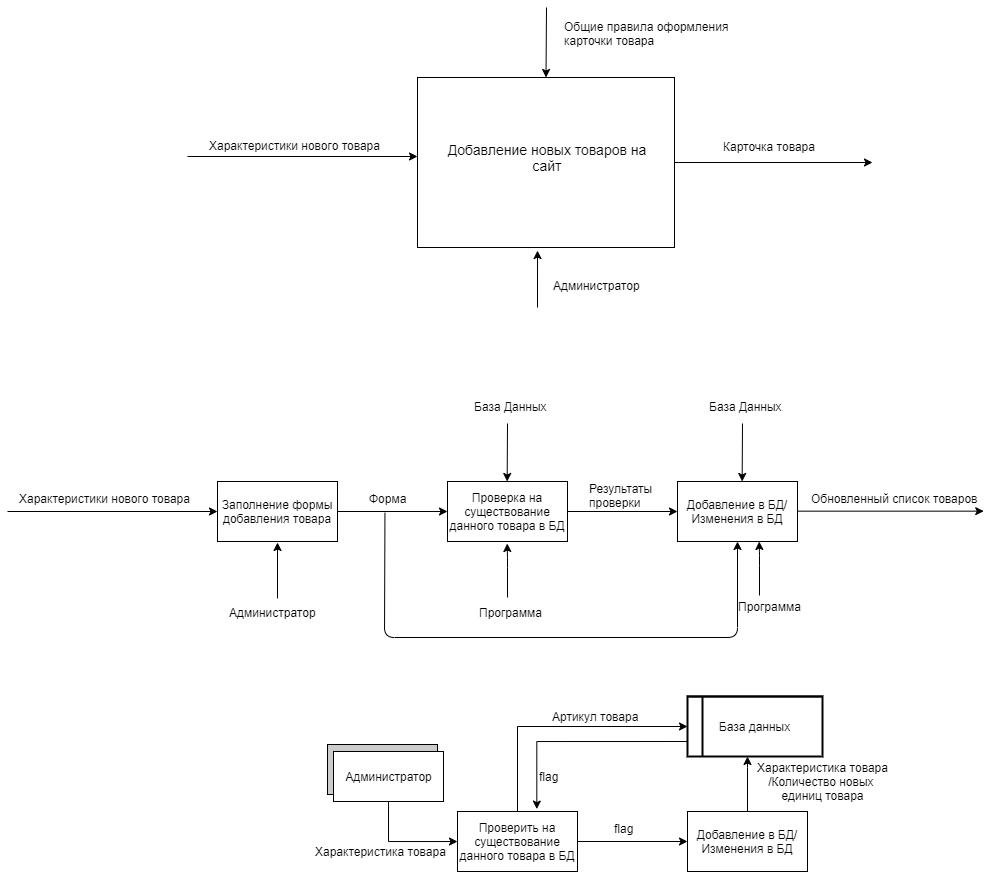 Общие правила оформления
карточки товара
Характеристики нового товара
Добавление новых товаров на
сайт
Карточка товара
Администратор
База Данных
База Данных
Характеристики нового товара
Заполнение формы
добавления товара
Форма
Проверка на
существование
данного товара в БД
Результаты
проверки
Добавление в БД/
Изменения в БД
Обновленный список товаров
Администратор
Программа
Программа
Артикул товара
База данных
Администратор
flag
Характеристика товара
/Количество новых
единиц товара
Характеристика товара
Проверить на
существование
данного товара в БД
flag
Добавление в БД/
Изменения в БД